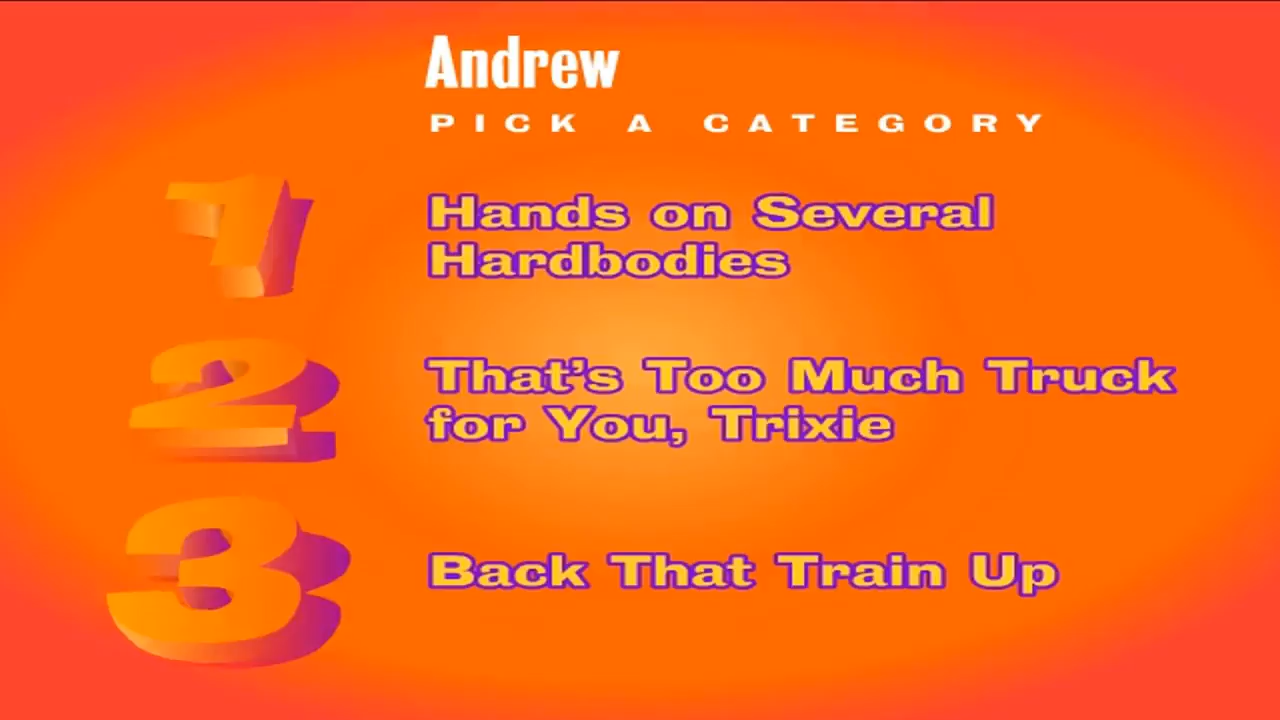 Andrew
PICK A CATEGORY
1
Hands on Several
Hardbodies
2
That's Too Much Truck
for You, Trixie
3
Back That Train Up